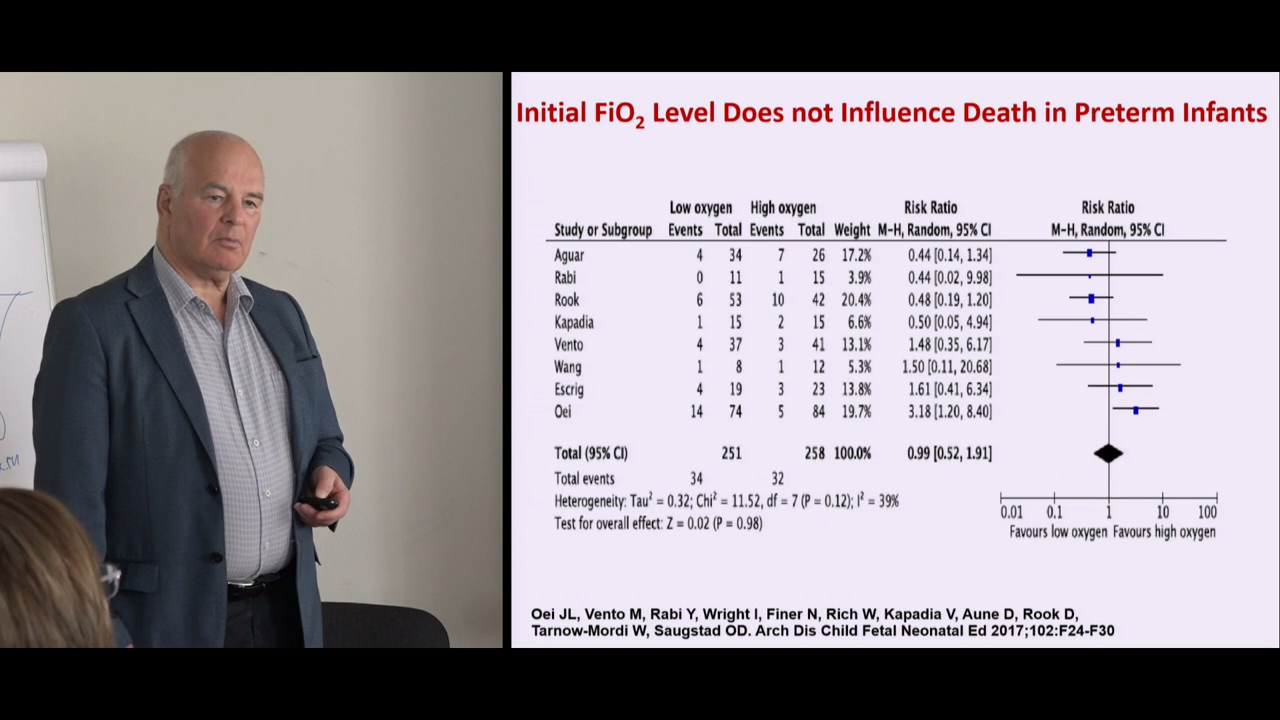 Initial FiO2 Level Does not Influence Death in Preterm Infants
Low oxygen High oxygen Risk Ratio Risk Ratio
Study or Subgroup Events Total Events Total Weight M-H, Random, 95% CI M-H, Random, 95% CI
Aguar 4 34 7 26 17.2% 0.44 [0.14, 1.34]
Rabi 0 11 1 15 3.9% 0.44 [0.02, 9.98]
Rook 6 53 10 42 20.4% 0.48 [0.19, 1.20]
Kapadia 1 15 2 15 6.6% 0.50 [0.05, 4.94]
Vento 4 37 3 41 13.1% 1.48 [0.35, 6.17]
Wang 1 8 1 12 5.3% 1.50 [0.11, 20.68]
Escrig 4 19 3 23 13.8% 1.61 [0.41, 6.34]
Oei 14 74 5 84 19.7% 3.18 [1.20, 8.40]
Total (95% CI) 251 258 100.0% 0.99 [0.52, 1.91]
Total events 34 32
Heterogeneity: Tau² = 0.32; Chi² = 11.52, df = 7 (P = 0.12); I² = 39%
Test for overall effect: Z = 0.02 (P = 0.98)
0.01 0.1 1 10 100
Favours low oxygen Favours high oxygen
Oei JL, Vento M, Rabi Y, Wright I, Finer N, Rich W, Kapadia V, Aune D, Rook D,
Tarnow-Mordi W, Saugstad OD. Arch Dis Child Fetal Neonatal Ed 2017;102:F24-F30